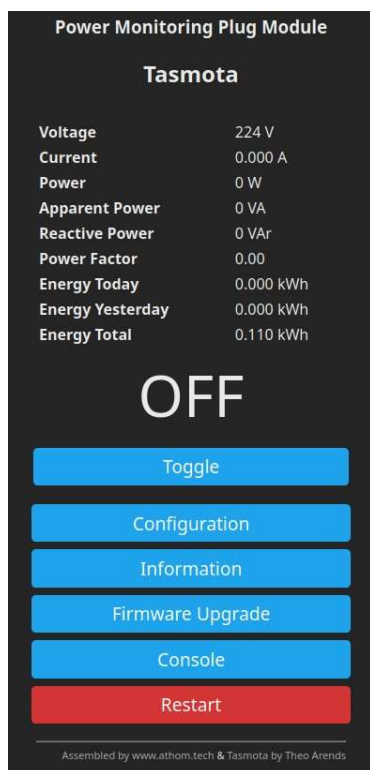 Power Monitoring Plug Module
Tasmota
Voltage 224 V
Current 0.000 A
Power 0 W
Apparent Power 0 VA
Reactive Power 0 VAr
Power Factor 0.00
Energy Today 0.000 kWh
Energy Yesterday 0.000 kWh
Energy Total 0.110 kWh
OFF
Toggle
Configuration
Information
Firmware Upgrade
Console
Restart
Assembled by www.athom.tech & Tasmota by Theo Arends